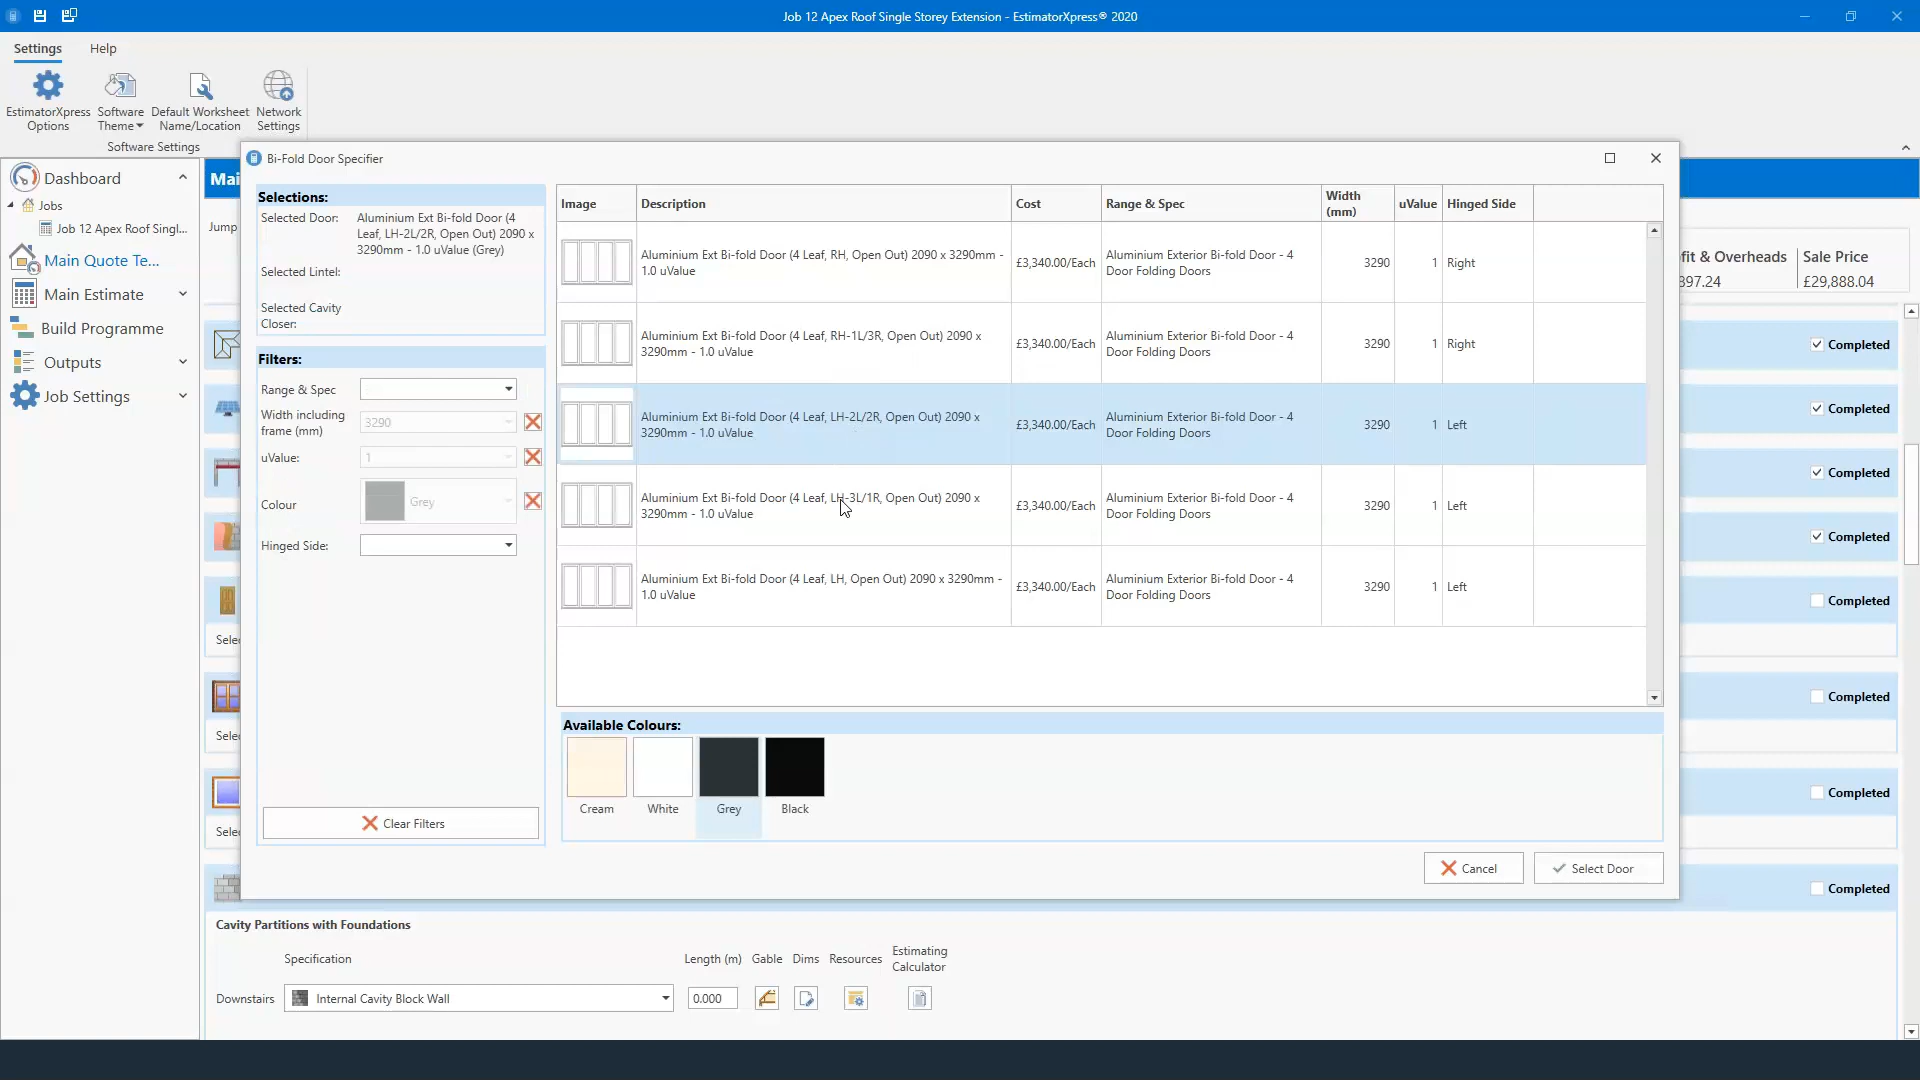 Job 12 Apex Roof Single Storey Extension - EstimatorXpress® 2020
Settings
Help
EstimatorXpress
Options
Software
Theme
Default Worksheet
Name/Location
Network
Settings
Software Settings
Dashboard
Jobs
Job 12 Apex Roof Singl...
Main Quote Te...
Main Estimate
Build Programme
Outputs
Job Settings
Mai
Jump
Bi-Fold Door Specifier
Selections:
Selected Door:
Aluminium Ext Bi-fold Door (4
Leaf, LH-2L/2R, Open Out) 2090 x
3290mm - 1.0 uValue (Grey)
Selected Lintel:
Selected Cavity
Closer:
Filters:
Range & Spec
Width including
frame (mm)
3290
uValue:
1
Colour
Grey
Hinged Side:
Clear Filters
Image
Description
Cost
Range & Spec
Width
(mm)
uValue
Hinged Side
Aluminium Ext Bi-fold Door (4 Leaf, RH, Open Out) 2090 x 3290mm -
1.0 uValue
£3,340.00/Each
Aluminium Exterior Bi-fold Door - 4
Door Folding Doors
3290
1
Right
Aluminium Ext Bi-fold Door (4 Leaf, RH-1L/3R, Open Out) 2090 x
3290mm - 1.0 uValue
£3,340.00/Each
Aluminium Exterior Bi-fold Door - 4
Door Folding Doors
3290
1
Right
Aluminium Ext Bi-fold Door (4 Leaf, LH-2L/2R, Open Out) 2090 x
3290mm - 1.0 uValue
£3,340.00/Each
Aluminium Exterior Bi-fold Door - 4
Door Folding Doors
3290
1
Left
Aluminium Ext Bi-fold Door (4 Leaf, LH-3L/1R, Open Out) 2090 x
3290mm - 1.0 uValue
£3,340.00/Each
Aluminium Exterior Bi-fold Door - 4
Door Folding Doors
3290
1
Left
Aluminium Ext Bi-fold Door (4 Leaf, LH, Open Out) 2090 x 3290mm -
1.0 uValue
£3,340.00/Each
Aluminium Exterior Bi-fold Door - 4
Door Folding Doors
3290
1
Left
Available Colours:
Cream
White
Grey
Black
Cancel
Select Door
fit & Overheads
897.24
Sale Price
£29,888.04
Completed
Completed
Completed
Completed
Completed
Sele
Completed
Sele
Completed
Sele
Completed
Cavity Partitions with Foundations
Specification
Length (m)
Gable
Dims
Resources
Estimating
Calculator
Downstairs
Internal Cavity Block Wall
0.000